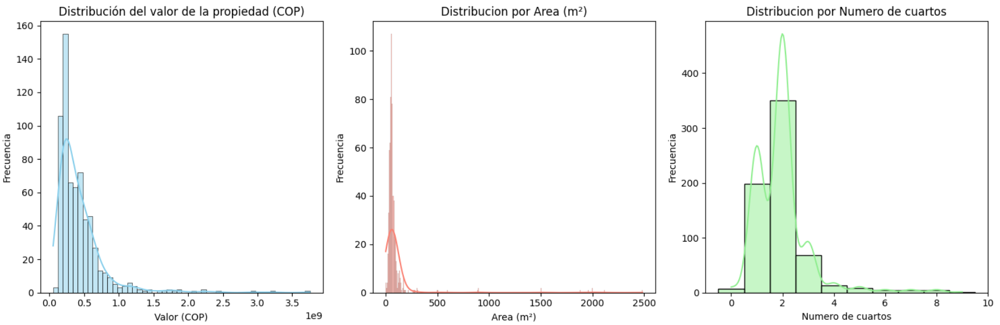 Distribución del valor de la propiedad (COP)
160
140
120
100
80
60
40
20
0
Frecuencia
0.0 0.5 1.0 1.5 2.0 2.5 3.0 3.5
1e9
Valor (COP)
Distribucion por Area (m²)
100
80
60
40
20
0
Frecuencia
0 500 1000 1500 2000 2500
Area (m²)
Distribucion por Numero de cuartos
400
300
200
100
0
Frecuencia
0 2 4 6 8 10
Numero de cuartos